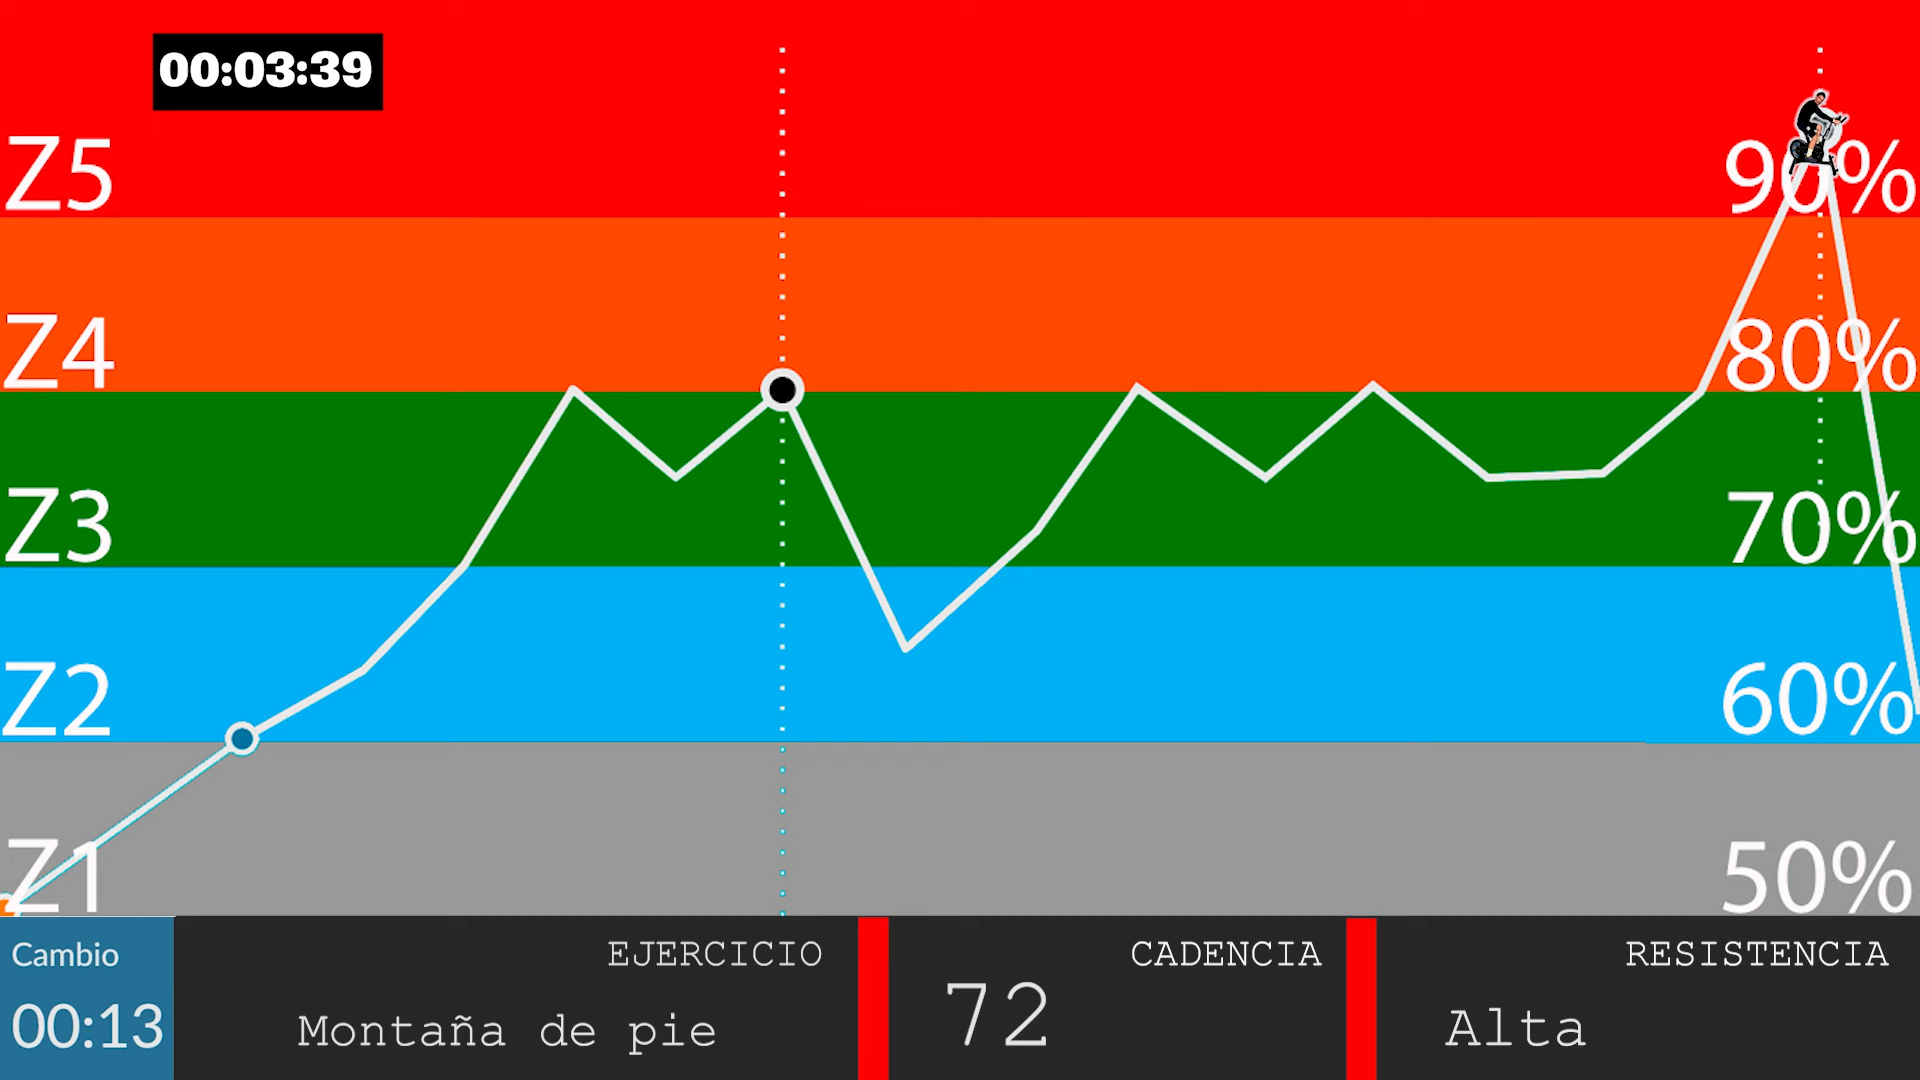 00:03:39
Z5
90%
Z4
80%
Z3
70%
Z2
60%
Z1
50%
Cambio
00:13
EJERCICIO
Montaña de pie
CADENCIA
72
RESISTENCIA
Alta